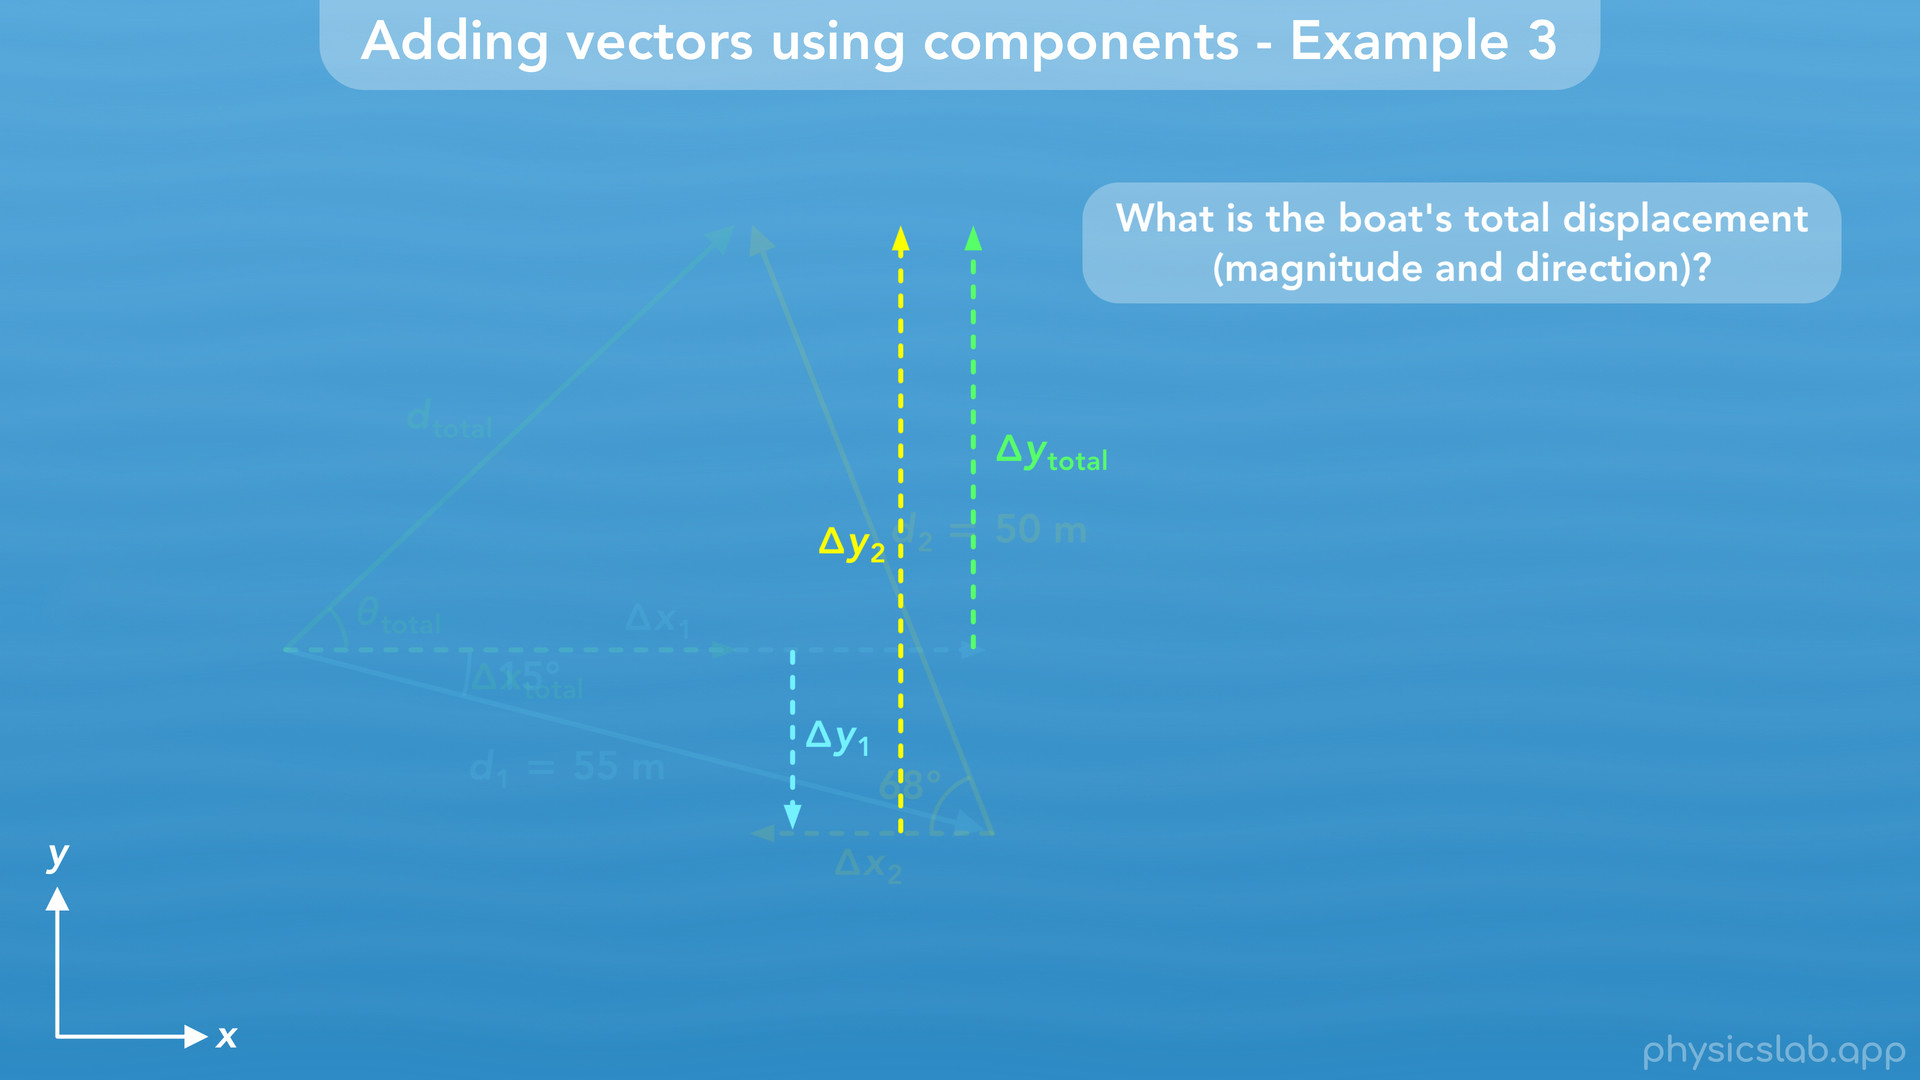 Adding vectors using components - Example 3
What is the boat's total displacement
(magnitude and direction)?
dtotal
Δytotal
d2 = 50 m
Δy2
θtotal
Δx1
15°
Δxtotal
Δy1
d1 = 55 m
68°
Δx2
y
x
physicslab.app